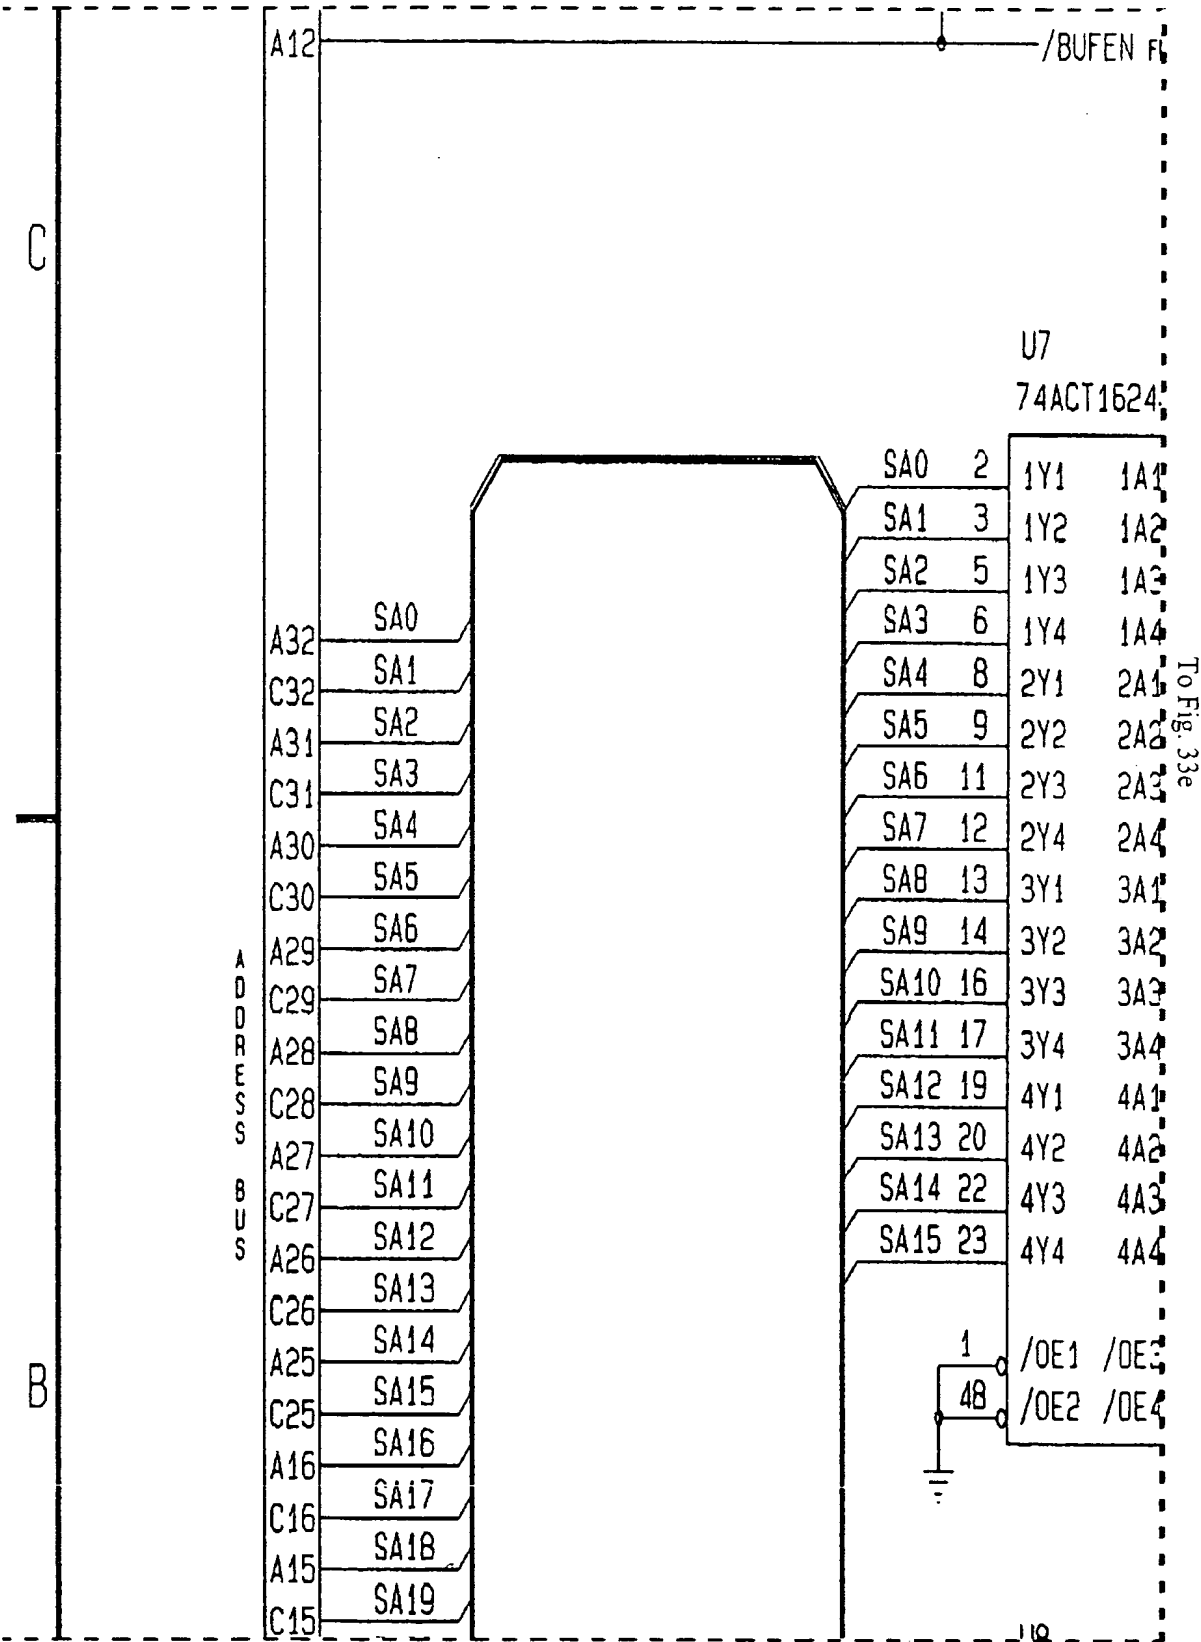 A12
/BUFEN
C
U7
74ACT1624
SA0 2 1Y1 1A1
SA1 3 1Y2 1A2
SA2 5 1Y3 1A3
SA3 6 1Y4 1A4
SA4 8 2Y1 2A1
SA5 9 2Y2 2A2
SA6 11 2Y3 2A3
SA7 12 2Y4 2A4
SA8 13 3Y1 3A1
SA9 14 3Y2 3A2
SA10 16 3Y3 3A3
SA11 17 3Y4 3A4
SA12 19 4Y1 4A1
SA13 20 4Y2 4A2
SA14 22 4Y3 4A3
SA15 23 4Y4 4A4
1 /OE1 /OE3
48 /OE2 /OE4
To Fig. 33e
ADDRESS BUS
A32 SA0
C32 SA1
A31 SA2
C31 SA3
A30 SA4
C30 SA5
A29 SA6
C29 SA7
A28 SA8
C28 SA9
A27 SA10
C27 SA11
A26 SA12
C26 SA13
A25 SA14
C25 SA15
A16 SA16
C16 SA17
A15 SA18
C15 SA19
B